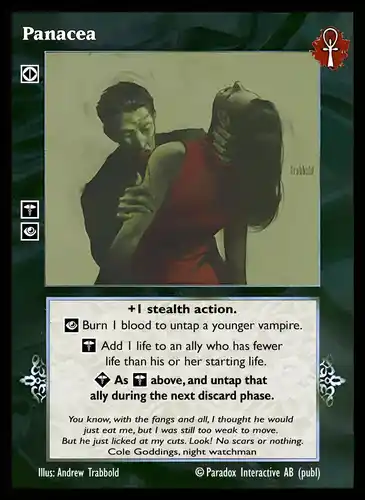 Panacea
Trabbold
+1 stealth action.
Burn 1 blood to untap a younger vampire.
Add 1 life to an ally who has fewer
life than his or her starting life.
As above, and untap that
ally during the next discard phase.
You know, with the fangs and all, I thought he would
just eat me, but I was still too weak to move.
But he just licked at my cuts. Look! No scars or nothing.
Cole Goddings, night watchman
Illus: Andrew Trabbold
© Paradox Interactive AB (publ)